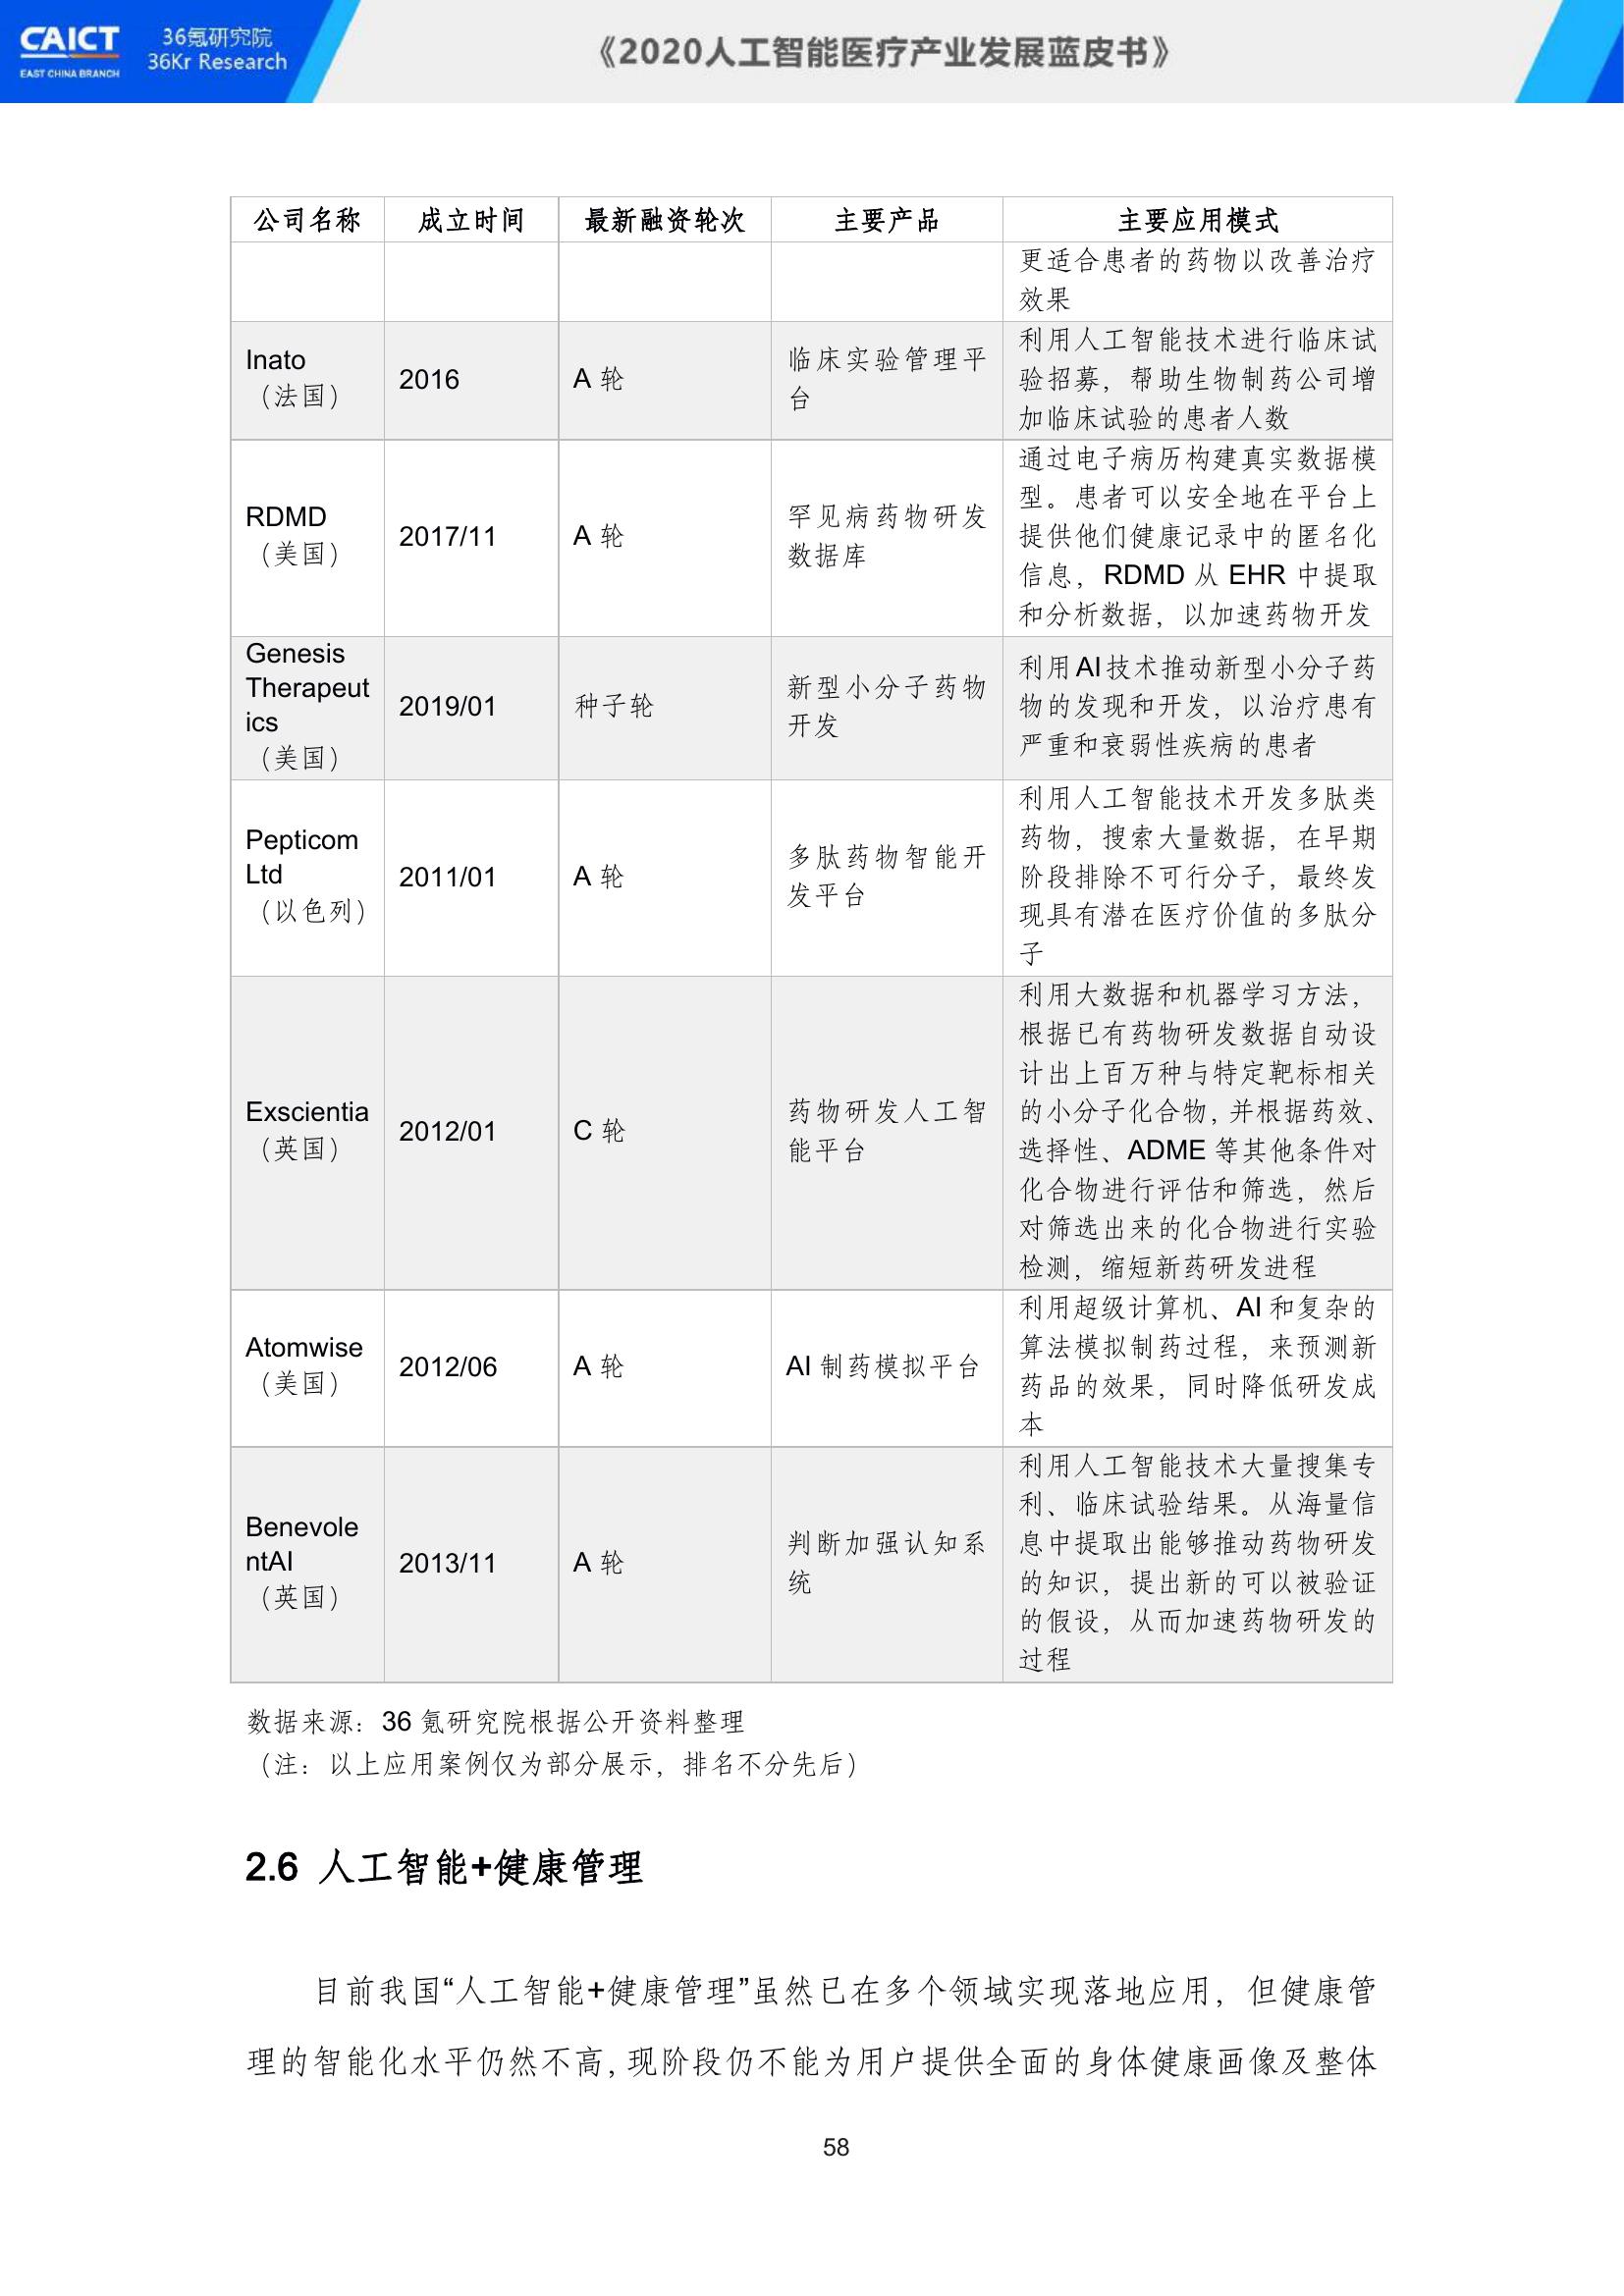 CAICT
EAST CHINA BRANCH
36氪研究院
36Kr Research
《2020人工智能医疗产业发展蓝皮书》
公司名称 成立时间 最新融资轮次 主要产品 主要应用模式
更适合患者的药物以改善治疗
效果
Inato
（法国）
2016
A 轮
临床实验管理平
台
利用人工智能技术进行临床试
验招募，帮助生物制药公司增
加临床试验的患者人数
RDMD
（美国）
2017/11
A 轮
罕见病药物研发
数据库
通过电子病历构建真实数据模
型。患者可以安全地在平台上
提供他们健康记录中的匿名化
信息，RDMD 从 EHR 中提取
和分析数据，以加速药物开发
Genesis
Therapeut
ics
（美国）
2019/01
种子轮
新型小分子药物
开发
利用AI技术推动新型小分子药
物的发现和开发，以治疗患有
严重和衰弱性疾病的患者
Pepticom
Ltd
（以色列）
2011/01
A 轮
多肽药物智能开
发平台
利用人工智能技术开发多肽类
药物，搜索大量数据，在早期
阶段排除不可行分子，最终发
现具有潜在医疗价值的多肽分
子
Exscientia
（英国）
2012/01
C 轮
药物研发人工智
能平台
利用大数据和机器学习方法，
根据已有药物研发数据自动设
计出上百万种与特定靶标相关
的小分子化合物，并根据药效、
选择性、ADME 等其他条件对
化合物进行评估和筛选，然后
对筛选出来的化合物进行实验
检测，缩短新药研发进程
Atomwise
（美国）
2012/06
A 轮
AI 制药模拟平台
利用超级计算机、AI 和复杂的
算法模拟制药过程，来预测新
药品的效果，同时降低研发成
本
Benevole
ntAI
（英国）
2013/11
A 轮
判断加强认知系
统
利用人工智能技术大量搜集专
利、临床试验结果。从海量信
息中提取出能够推动药物研发
的知识，提出新的可以被验证
的假设，从而加速药物研发的
过程
数据来源：36 氪研究院根据公开资料整理
（注：以上应用案例仅为部分展示，排名不分先后）
2.6 人工智能+健康管理
目前我国“人工智能+健康管理”虽然已在多个领域实现落地应用，但健康管
理的智能化水平仍然不高，现阶段仍不能为用户提供全面的身体健康画像及整体
58